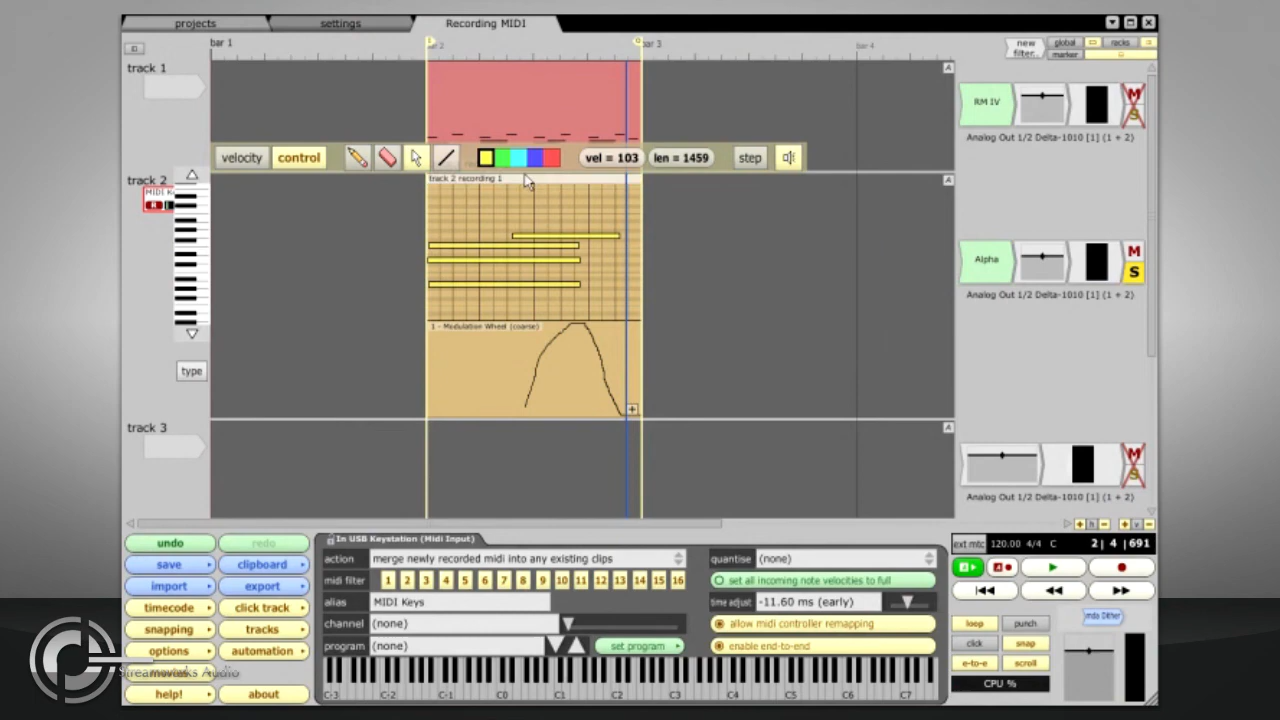 projects
settings
Recording MIDI
bar 1
bar 3
bar 4
new filter...
global
racks
marker
track 1
A
RM IV
M
S
Analog Out 1/2 Delta-1010 [1] (1 + 2)
velocity
control
vel = 103
len = 1459
step
track 2
MIDI K
track 2 recording 1
A
Alpha
M
S
Analog Out 1/2 Delta-1010 [1] (1 + 2)
1 - Modulation Wheel (coarse)
type
track 3
A
M
S
Analog Out 1/2 Delta-1010 [1] (1 + 2)
undo
redo
save
clipboard
import
export
timecode
click track
snapping
tracks
options
automation
help!
about
Streamworks Audio
In USB Keystation (Midi Input)
action
merge newly recorded midi into any existing clips
quantise
(none)
midi filter
1 2 3 4 5 6 7 8 9 10 11 12 13 14 15 16
set all incoming note velocities to full
alias
MIDI Keys
time adjust
-11.60 ms (early)
channel
(none)
allow midi controller remapping
program
(none)
set program
enable end-to-end
C-3 C-2 C-1 C0 C1 C2 C3 C4 C5 C6 C7
ext mtc 120.00 4/4 C 2| 4 |691
loop
punch
click
snap
e-to-e
scroll
CPU %
mda Dither